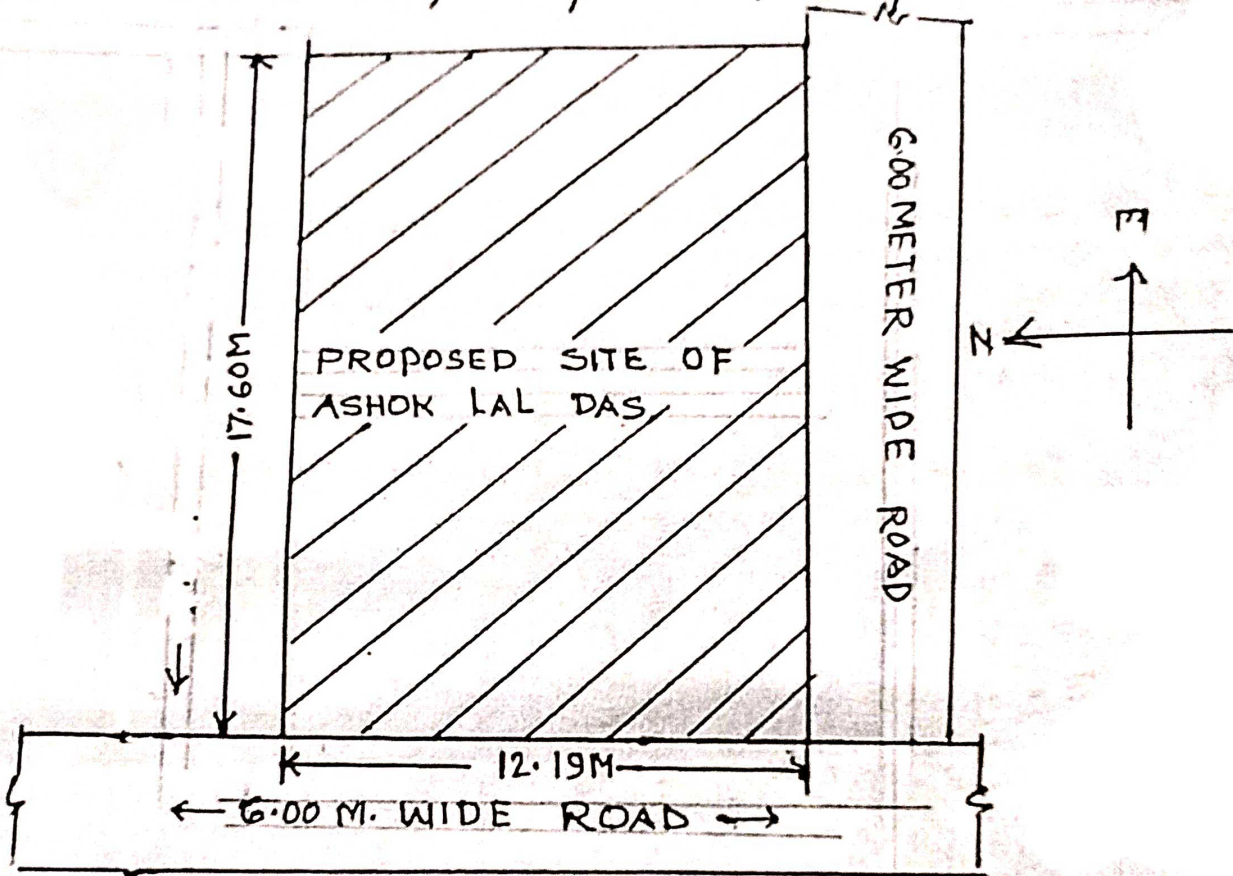 6.00 METER WIDE ROAD
E
N
17.60M
PROPOSED SITE OF
ASHOK LAL DAS
12.19M
6.00 M. WIDE ROAD